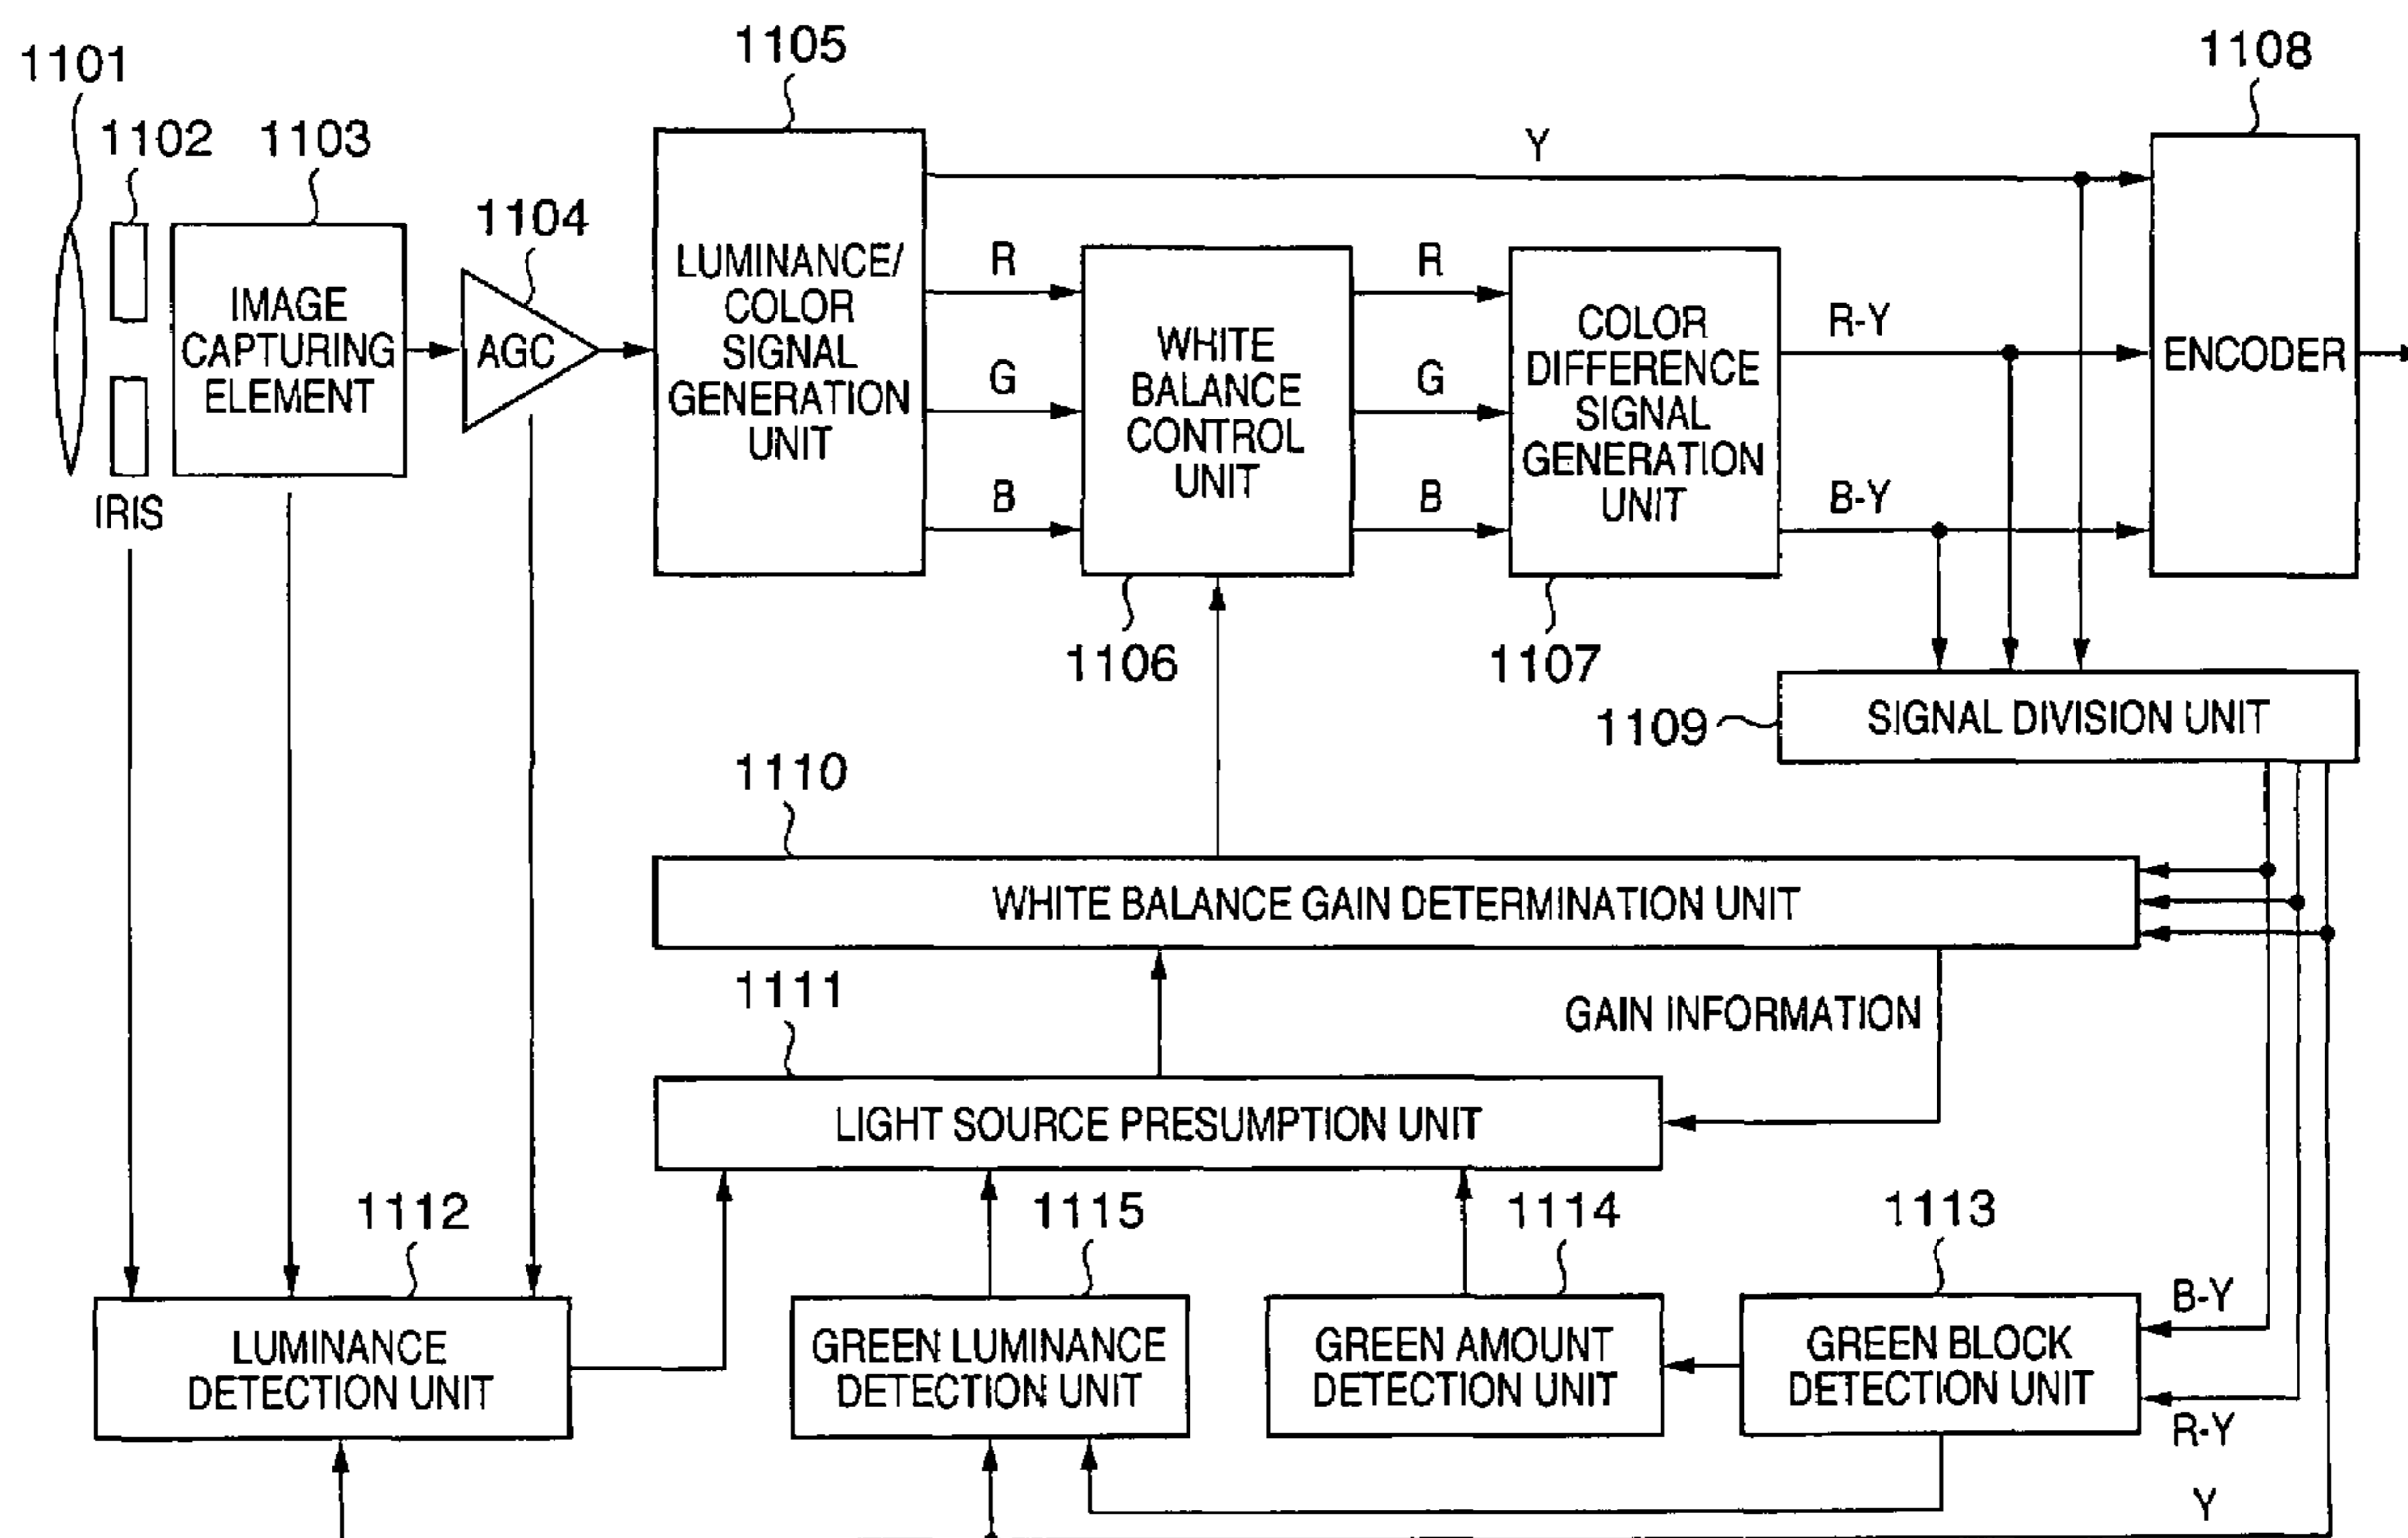 1101
1102
1103
1104
1105
1108
IRIS
IMAGE
CAPTURING
ELEMENT
AGC
LUMINANCE/
COLOR
SIGNAL
GENERATION
UNIT
Y
R
G
B
WHITE
BALANCE
CONTROL
UNIT
1106
R
G
B
COLOR
DIFFERENCE
SIGNAL
GENERATION
UNIT
1107
R-Y
B-Y
ENCODER
1109
SIGNAL DIVISION UNIT
1110
WHITE BALANCE GAIN DETERMINATION UNIT
1111
GAIN INFORMATION
LIGHT SOURCE PRESUMPTION UNIT
1112
LUMINANCE
DETECTION UNIT
1115
GREEN LUMINANCE
DETECTION UNIT
1114
GREEN AMOUNT
DETECTION UNIT
1113
GREEN BLOCK
DETECTION UNIT
B-Y
R-Y
Y